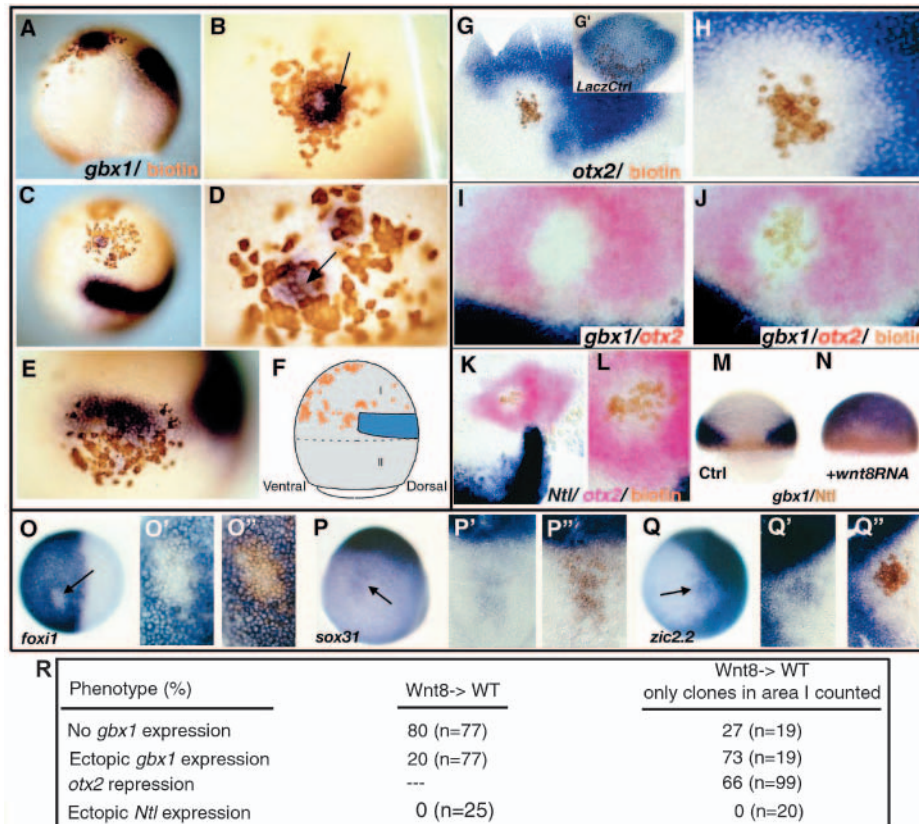 A
B
gbx1/ biotin
C
D
E
F
I
II
Ventral
Dorsal
G
G'
LaczCtrl
otx2/ biotin
H
I
gbx1/otx2
J
gbx1/otx2/ biotin
K
L
Ntl/ otx2/ biotin
M
Ctrl
N
+wnt8RNA
gbx1/Ntl
O
foxi1
O'
O"
P
sox31
P'
P"
Q
zic2.2
Q'
Q"
R
Phenotype (%)
Wnt8-> WT
Wnt8-> WT
only clones in area I counted
No gbx1 expression
80 (n=77)
27 (n=19)
Ectopic gbx1 expression
20 (n=77)
73 (n=19)
otx2 repression
---
66 (n=99)
Ectopic Ntl expression
0 (n=25)
0 (n=20)